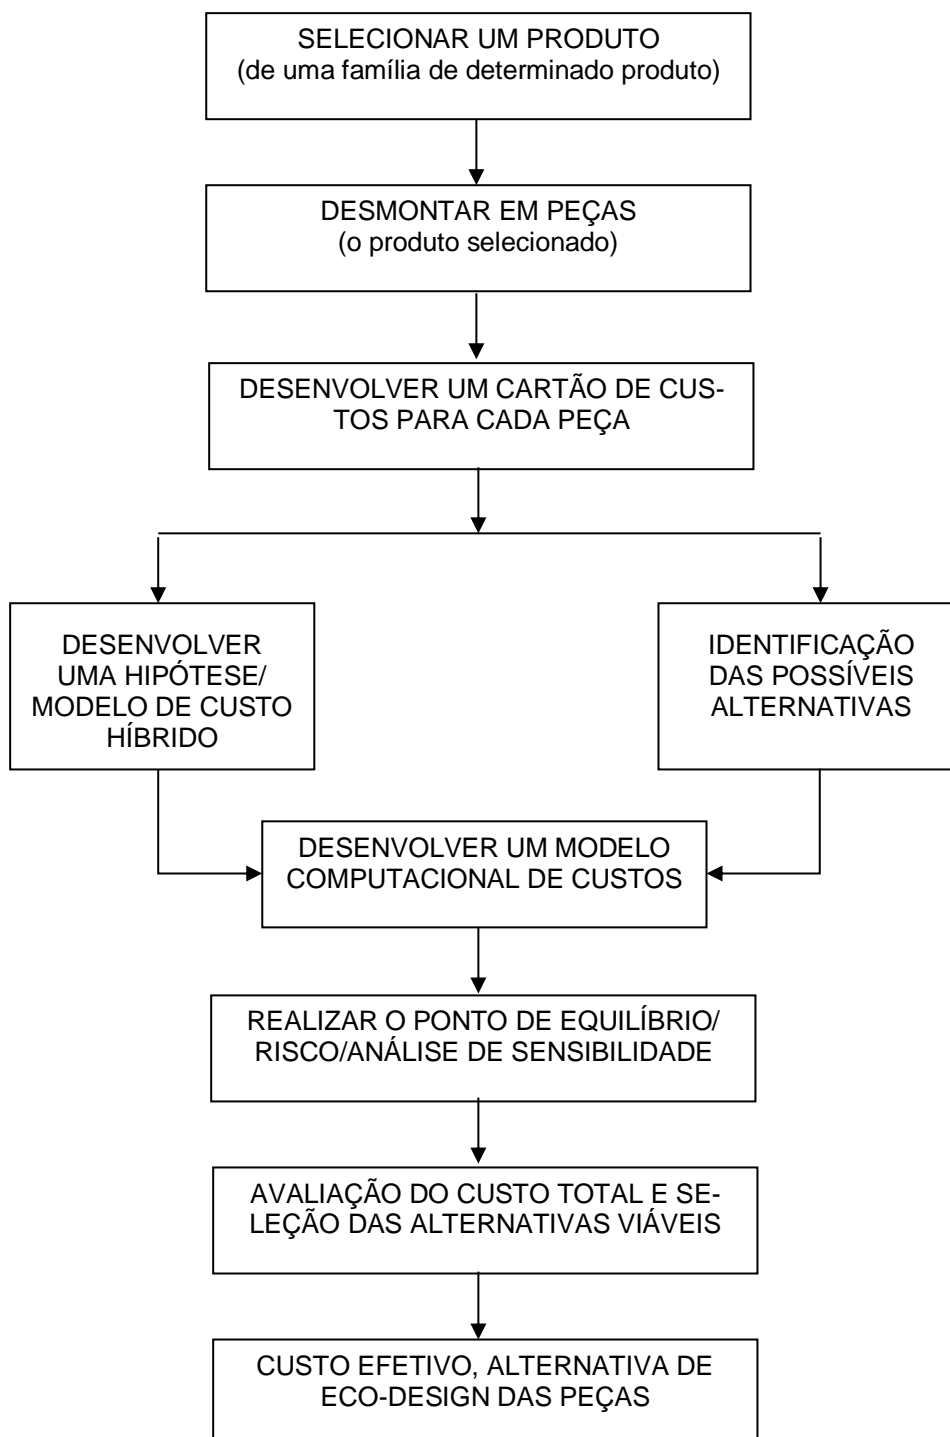 SELECIONAR UM PRODUTO
(de uma família de determinado produto)
DESMONTAR EM PEÇAS
(o produto selecionado)
DESENVOLVER UM CARTÃO DE CUS-
TOS PARA CADA PEÇA
DESENVOLVER
UMA HIPÓTESE/
MODELO DE CUSTO
HÍBRIDO
IDENTIFICAÇÃO
DAS POSSÍVEIS
ALTERNATIVAS
DESENVOLVER UM MODELO
COMPUTACIONAL DE CUSTOS
REALIZAR O PONTO DE EQUILÍBRIO/
RISCO/ANÁLISE DE SENSIBILIDADE
AVALIAÇÃO DO CUSTO TOTAL E SE-
LEÇÃO DAS ALTERNATIVAS VIÁVEIS
CUSTO EFETIVO, ALTERNATIVA DE
ECO-DESIGN DAS PEÇAS